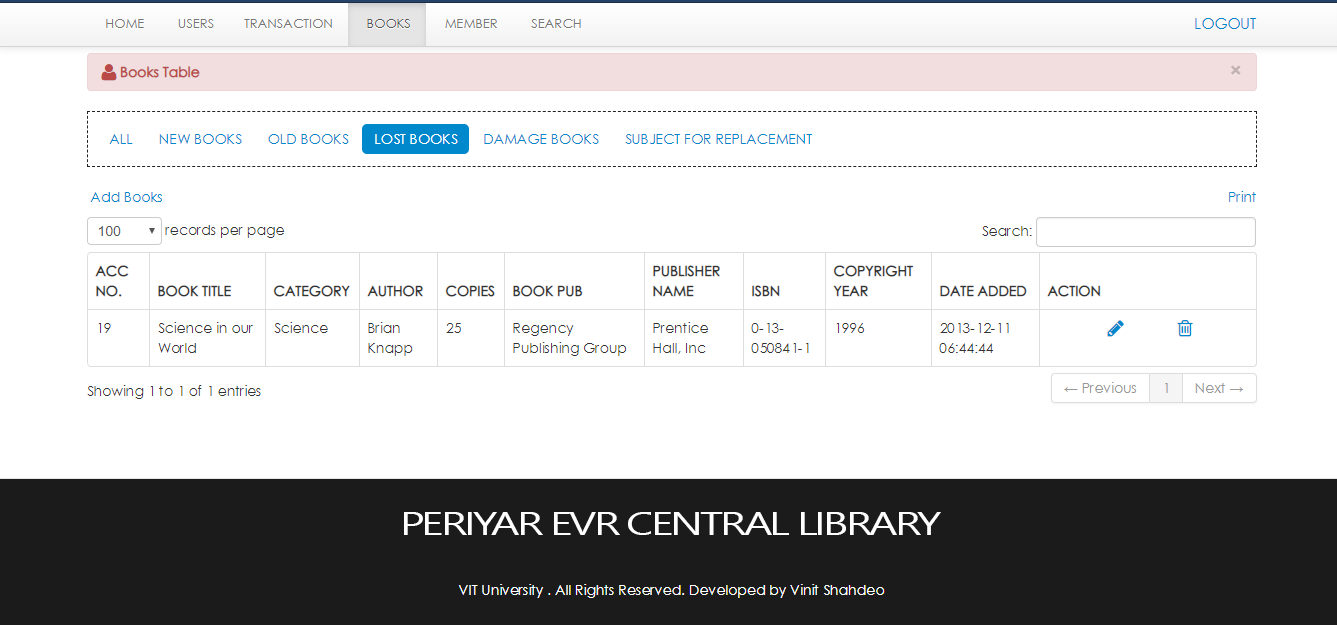 HOME USERS TRANSACTION BOOKS MEMBER SEARCH LOGOUT
Books Table ×
ALL NEW BOOKS OLD BOOKS LOST BOOKS DAMAGE BOOKS SUBJECT FOR REPLACEMENT
Add Books Print
100 records per page Search:
ACC NO. BOOK TITLE CATEGORY AUTHOR COPIES BOOK PUB PUBLISHER NAME ISBN COPYRIGHT YEAR DATE ADDED ACTION
19 Science in our World Science Brian Knapp 25 Regency Publishing Group Prentice Hall, Inc 0-13-050841-1 1996 2013-12-11 06:44:44
Showing 1 to 1 of 1 entries ← Previous 1 Next →
PERIYAR EVR CENTRAL LIBRARY
VIT University . All Rights Reserved. Developed by Vinit Shahdeo